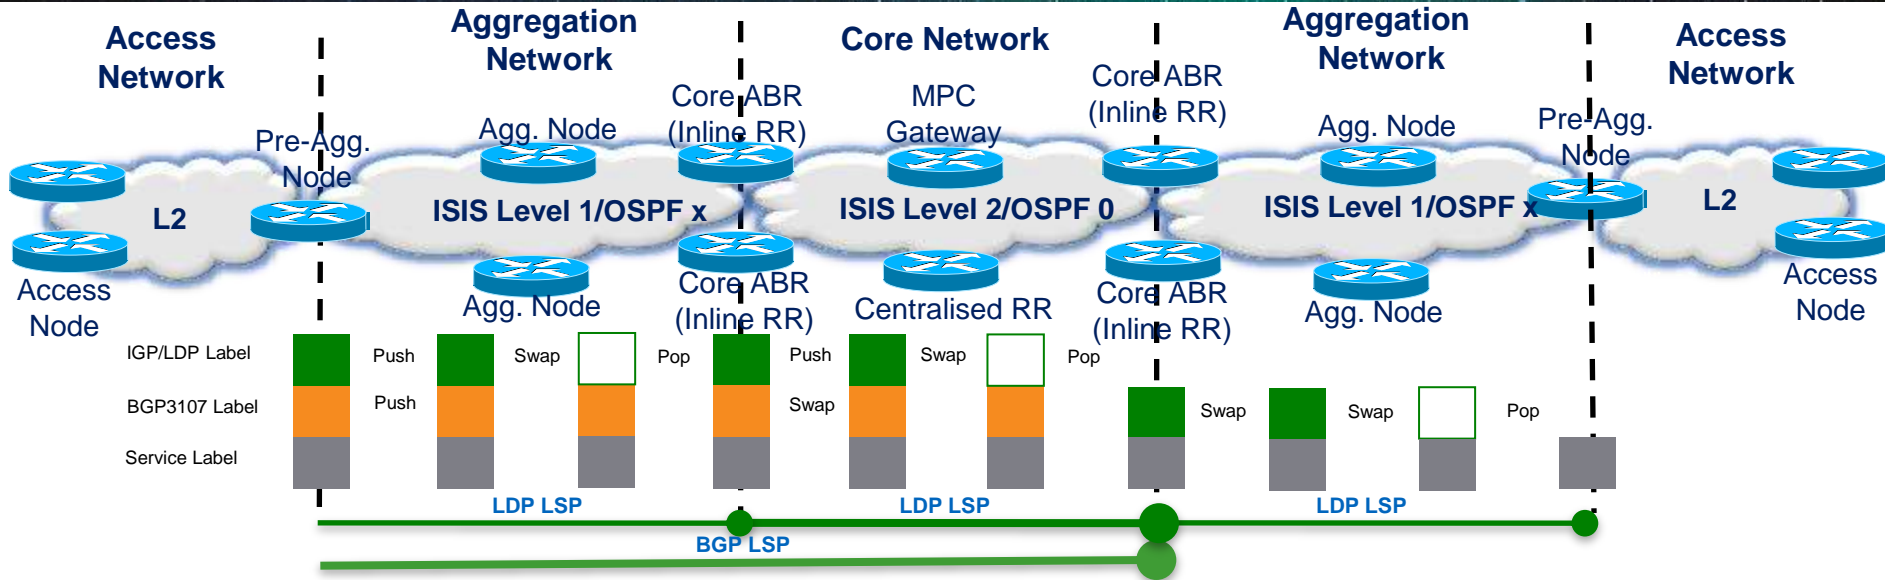 Access
Network
Aggregation
Network
Core Network
Aggregation
Network
Access
Network
Pre-Agg.
Node
Agg. Node
Core ABR
(Inline RR)
MPC
Gateway
Core ABR
(Inline RR)
Agg. Node
Pre-Agg.
Node
L2
ISIS Level 1/OSPF x
ISIS Level 2/OSPF 0
ISIS Level 1/OSPF x
L2
Access
Node
Agg. Node
Core ABR
(Inline RR)
Centralised RR
Core ABR
(Inline RR)
Agg. Node
Access
Node
IGP/LDP Label
Push
Swap
Pop
Push
Swap
Pop
BGP3107 Label
Push
Swap
Swap
Swap
Pop
Service Label
LDP LSP
LDP LSP
LDP LSP
BGP LSP